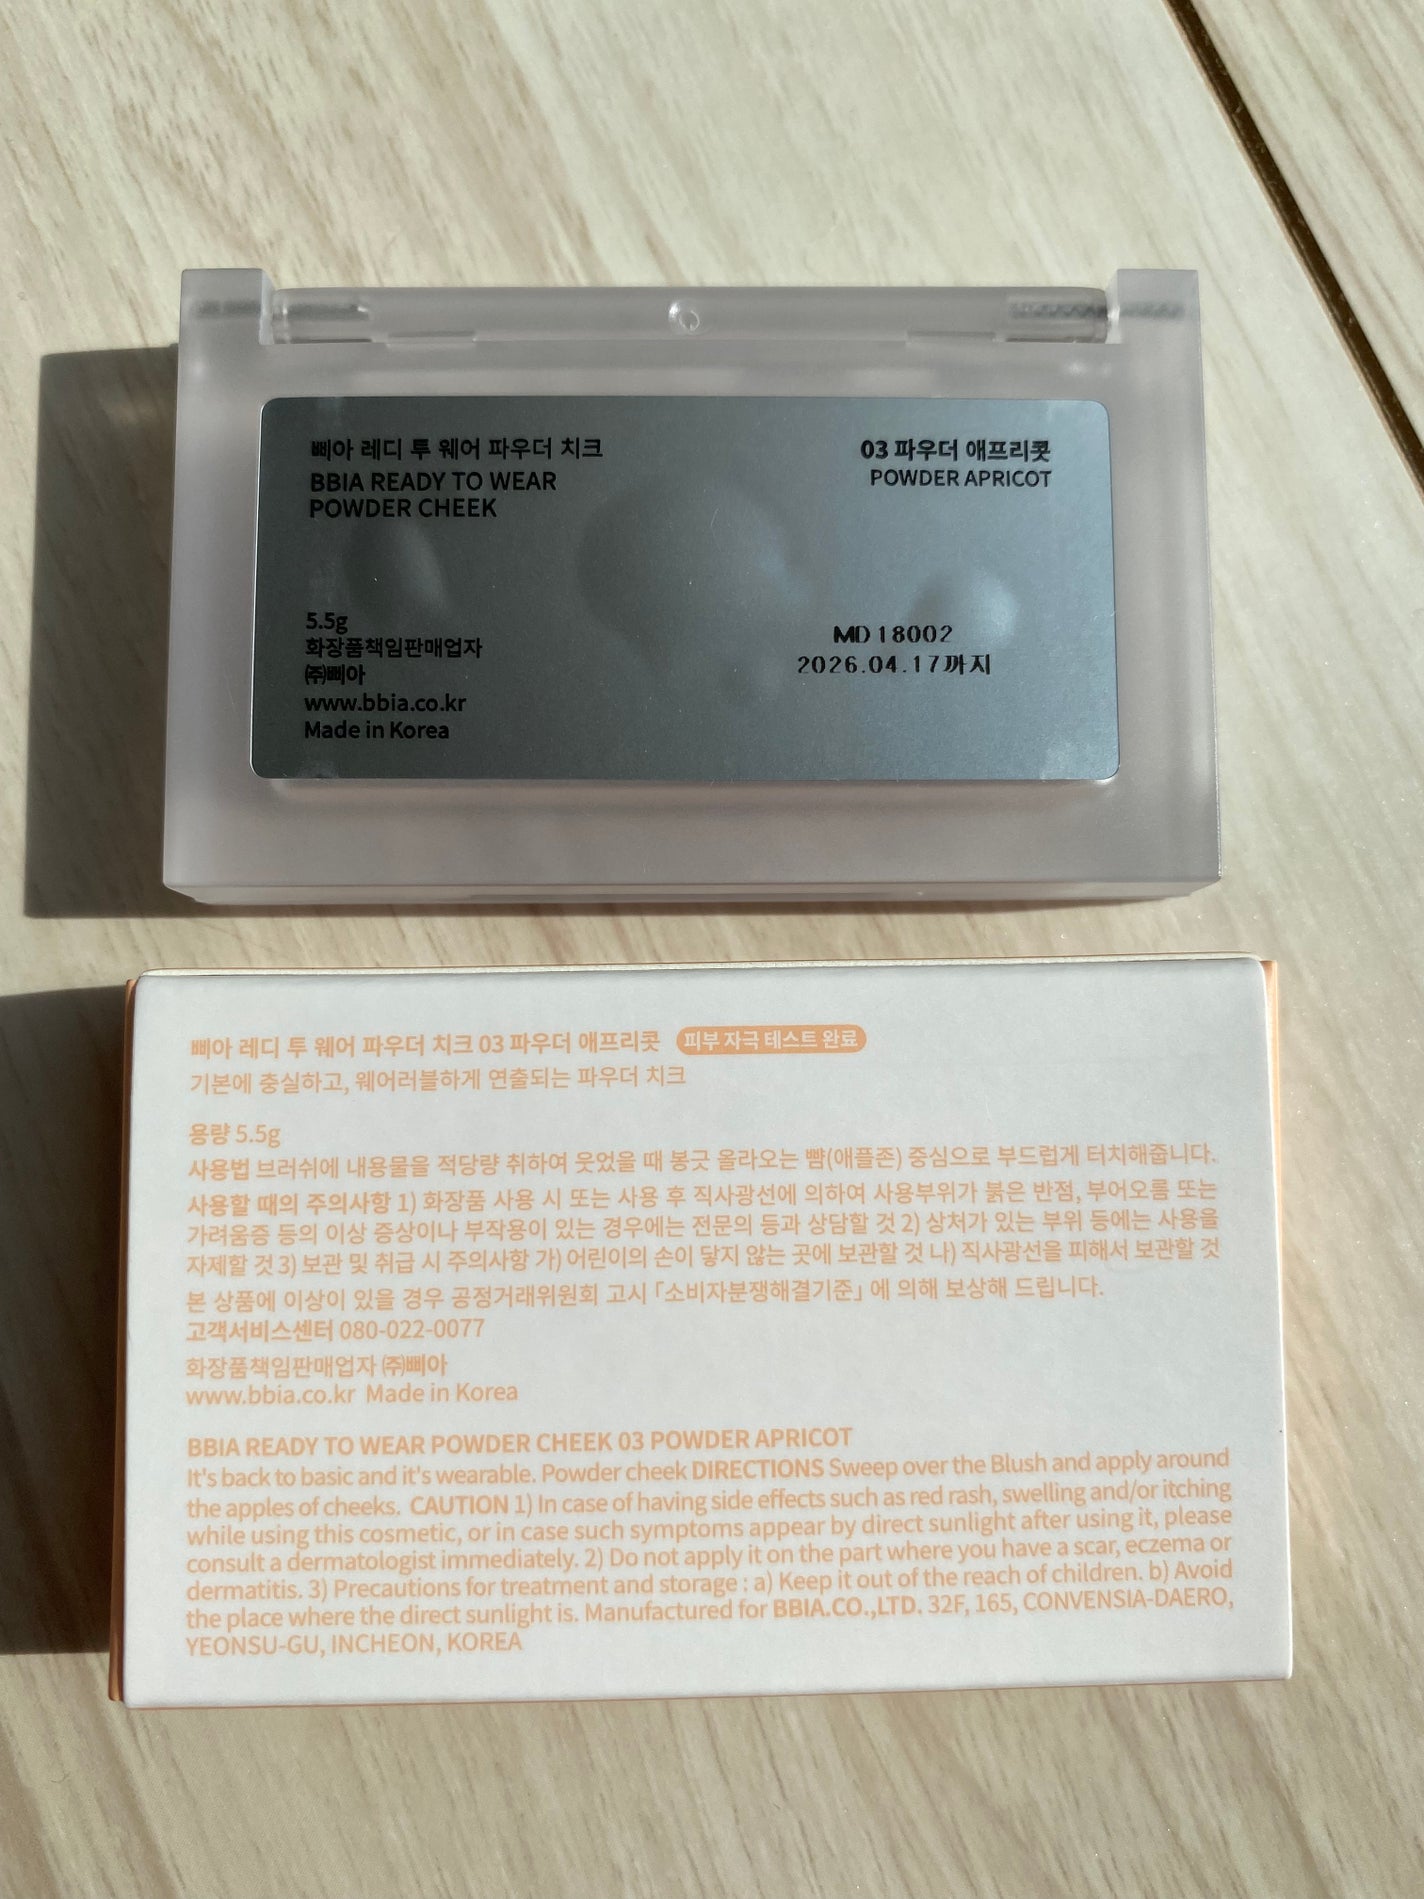 삐아 레디 투 웨어 파우더 치크
BBIA READY TO WEAR
POWDER CHEEK
03 파우더 애프리콧
POWDER APRICOT
5.5g
화장품책임판매업자
㈜삐아
www.bbia.co.kr
Made in Korea
MD18002
2026.04.17까지
삐아 레디 투 웨어 파우더 치크 03 파우더 애프리콧 피부 자극 테스트 완료
기본에 충실하고, 웨어러블하게 연출되는 파우더 치크
용량 5.5g
사용법 브러쉬에 내용물을 적당량 취하여 웃었을 때 봉긋 올라오는 뺨(애플존) 중심으로 부드럽게 터치해줍니다.
사용할 때의 주의사항 1) 화장품 사용 시 또는 사용 후 직사광선에 의하여 사용부위가 붉은 반점, 부어오름 또는
가려움증 등의 이상 증상이나 부작용이 있는 경우에는 전문의 등과 상담할 것 2) 상처가 있는 부위 등에는 사용을
자제할 것 3) 보관 및 취급 시 주의사항 가) 어린이의 손이 닿지 않는 곳에 보관할 것 나) 직사광선을 피해서 보관할 것
본 상품에 이상이 있을 경우 공정거래위원회 고시 「소비자분쟁해결기준」 에 의해 보상해 드립니다.
고객서비스센터 080-022-0077
화장품책임판매업자 ㈜삐아
www.bbia.co.kr Made in Korea
BBIA READY TO WEAR POWDER CHEEK 03 POWDER APRICOT
It's back to basic and it's wearable. Powder cheek DIRECTIONS Sweep over the Blush and apply around
the apples of cheeks. CAUTION 1) In case of having side effects such as red rash, swelling and/or itching
while using this cosmetic, or in case such symptoms appear by direct sunlight after using it, please
consult a dermatologist immediately. 2) Do not apply it on the part where you have a scar, eczema or
dermatitis. 3) Precautions for treatment and storage : a) Keep it out of the reach of children. b) Avoid
the place where the direct sunlight is. Manufactured for BBIA.CO.,LTD. 32F, 165, CONVENSIA-DAERO,
YEONSU-GU, INCHEON, KOREA